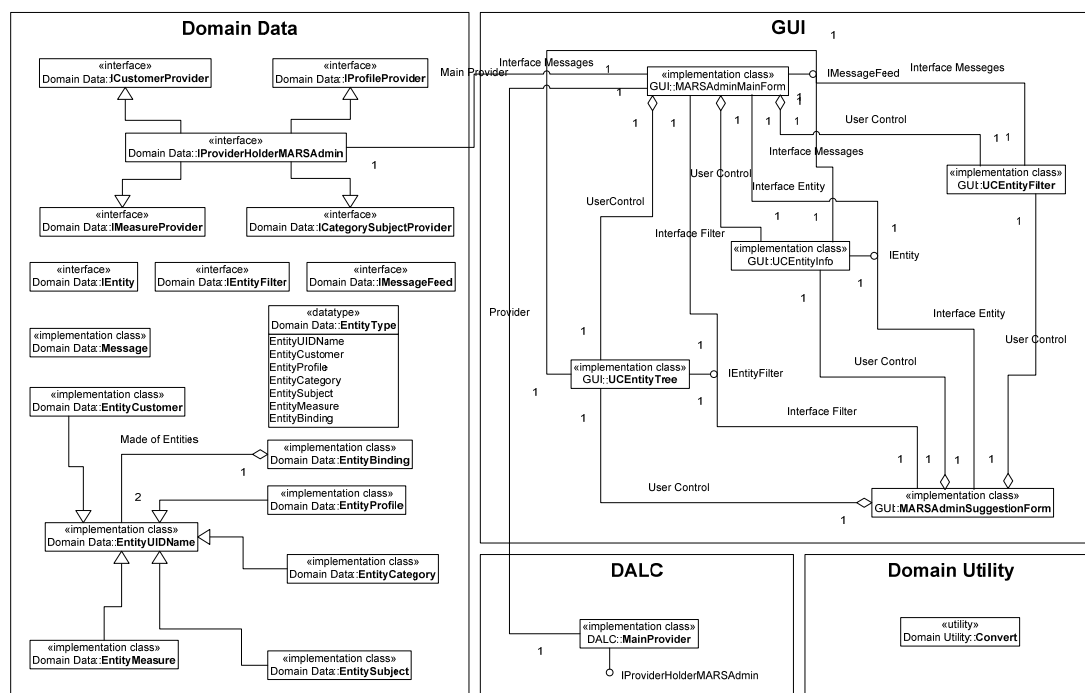 Domain Data
«interface»
Domain Data::ICustomerProvider
«interface»
Domain Data::IProfileProvider
«interface»
Domain Data::IProviderHolderMARSAdmin
1
«interface»
Domain Data::IMeasureProvider
«interface»
Domain Data::ICategorySubjectProvider
«interface»
Domain Data::IEntity
«interface»
Domain Data::IEntityFilter
«interface»
Domain Data::IMessageFeed
«implementation class»
Domain Data::Message
«datatype»
Domain Data::EntityType
EntityUIDName
EntityCustomer
EntityProfile
EntityCategory
EntitySubject
EntityMeasure
EntityBinding
«implementation class»
Domain Data::EntityCustomer
Made of Entities
«implementation class»
Domain Data::EntityBinding
1
2
«implementation class»
Domain Data::EntityProfile
«implementation class»
Domain Data::EntityUIDName
«implementation class»
Domain Data::EntityCategory
«implementation class»
Domain Data::EntityMeasure
«implementation class»
Domain Data::EntitySubject
GUI
1
Main Provider
Interface Messages
1
«implementation class»
GUI::MARSAdminMainForm
IMessageFeed
Interface Messeges
1
1
1
1
1
1
1
1
User Control
1
1
Interface Messages
«implementation class»
GUI::UCEntityFilter
User Control
Interface Entity
UserControl
1
1
1
1
Interface Filter
«implementation class»
GUI::UCEntityInfo
IEntity
1
1
Provider
Interface Entity
User Control
1
1
1
User Control
«implementation class»
GUI::UCEntityTree
IEntityFilter
1
1
1
Interface Filter
1
1
1
1
User Control
«implementation class»
GUI::MARSAdminSuggestionForm
1
DALC
«implementation class»
DALC::MainProvider
1
IProviderHolderMARSAdmin
Domain Utility
«utility»
Domain Utility::Convert